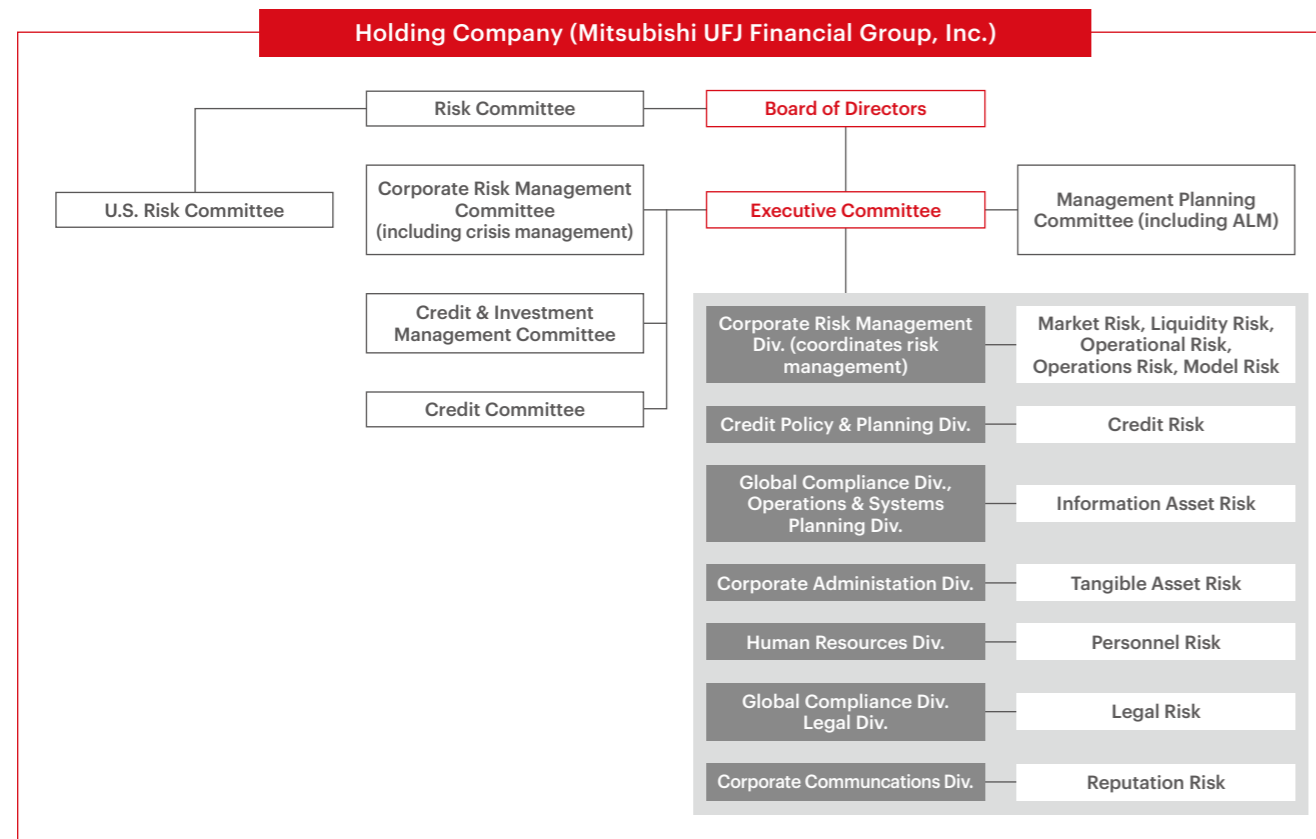 Holding Company (Mitsubishi UFJ Financial Group, Inc.)
Risk Committee
Board of Directors
U.S. Risk Committee
Corporate Risk Management
Committee
(including crisis management)
Executive Committee
Management Planning
Committee (including ALM)
Credit & Investment
Management Committee
Credit Committee
Corporate Risk Management
Div. (coordinates risk
management)
Market Risk, Liquidity Risk,
Operational Risk,
Operations Risk, Model Risk
Credit Policy & Planning Div.
Credit Risk
Global Compliance Div.,
Operations & Systems
Planning Div.
Information Asset Risk
Corporate Administation Div.
Tangible Asset Risk
Human Resources Div.
Personnel Risk
Global Compliance Div.
Legal Div.
Legal Risk
Corporate Communcations Div.
Reputation Risk